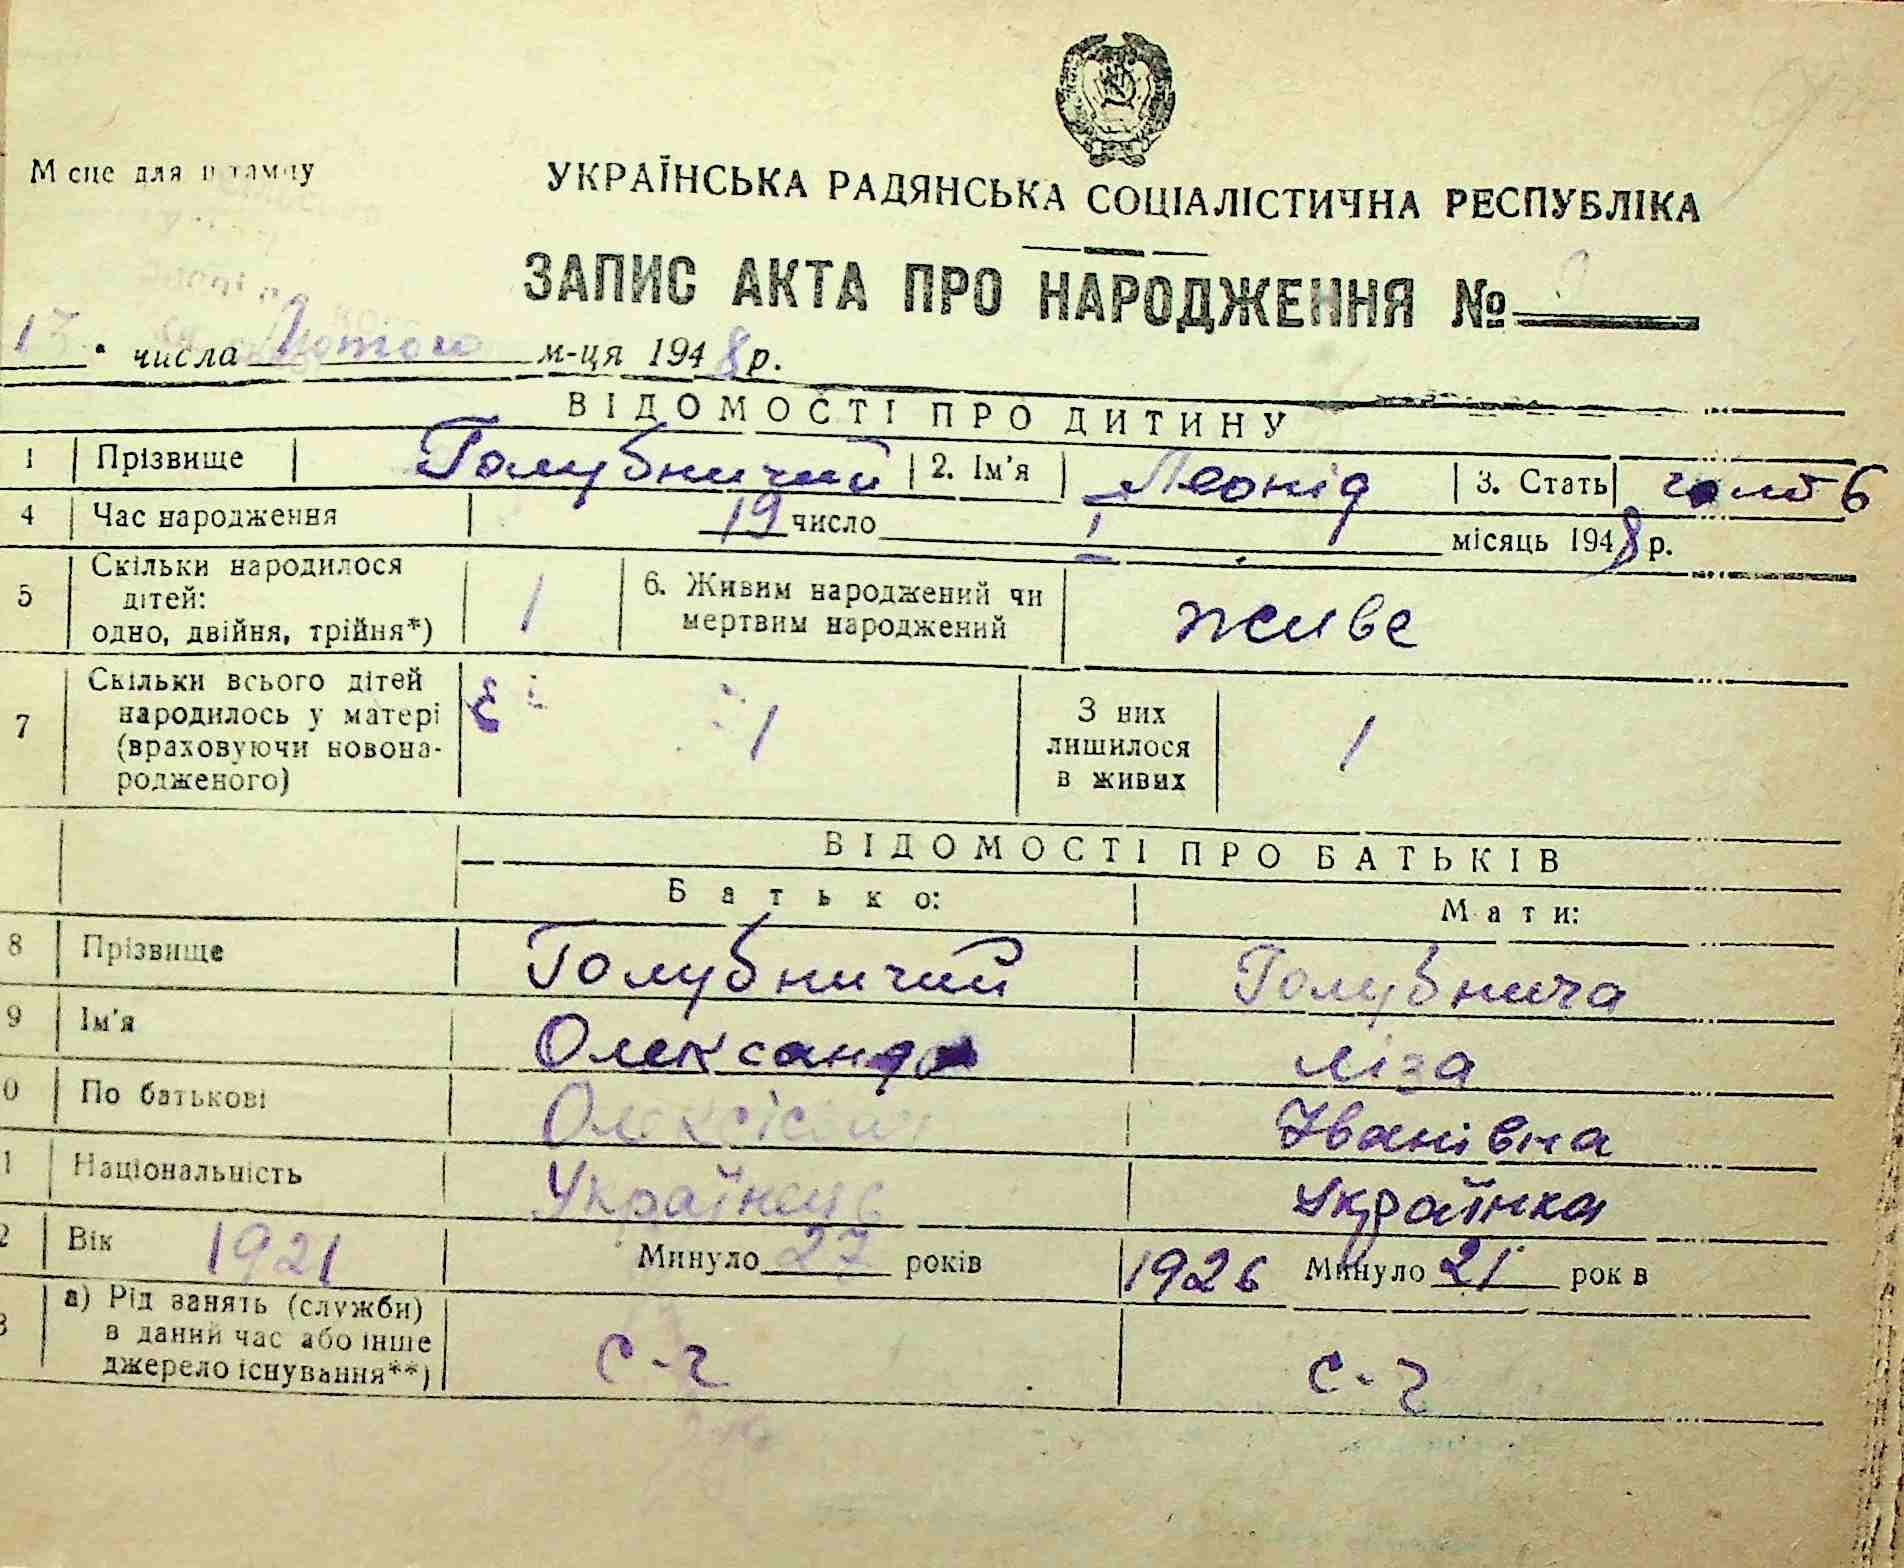 Місце для штампу
УКРАЇНСЬКА РАДЯНСЬКА СОЦІАЛІСТИЧНА РЕСПУБЛІКА
ЗАПИС АКТА ПРО НАРОДЖЕННЯ №
13 " числа Лютого м-ця 1948 р.
ВІДОМОСТІ ПРО ДИТИНУ
1 Прізвище Голубничий 2. Ім'я Леонід 3. Стать
4 Час народження 19 число I місяць 1948 р.
5 Скільки народилося дітей: одно, двійня, трійня*) 1 6. Живим народжений чи мертвим народжений живе
7 Скільки всього дітей народилось у матері (враховуючи новонародженого) 1 З них лишилося в живих 1
ВІДОМОСТІ ПРО БАТЬКІВ
Батько: Мати:
8 Прізвище Голубничий Голубнича
9 Ім'я Олександр Ліза
0 По батькові Олексієвич Іванівна
1 Національність Українець Українка
2 Вік 1921 Минуло 27 років 1926 Минуло 21 рок в
3 а) Рід занять (служби) в даний час або інше джерело існування**) с-г с-г